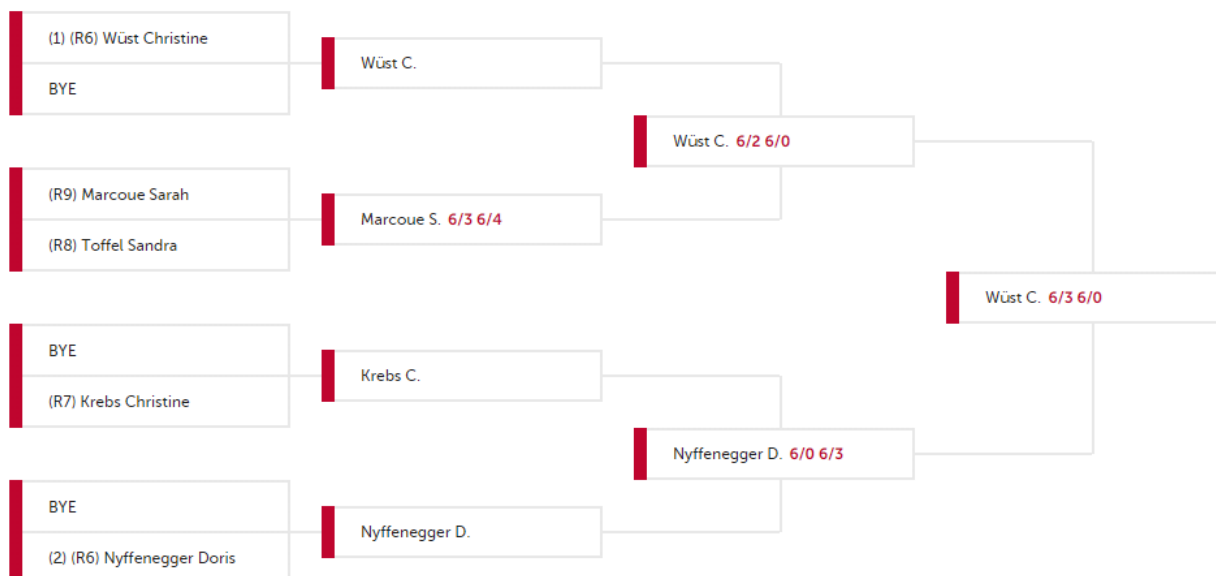 (1) (R6) Wüst Christine
BYE
(R9) Marcoue Sarah
(R8) Toffel Sandra
BYE
(R7) Krebs Christine
BYE
(2) (R6) Nyffenegger Doris
Wüst C.
Marcoue S. 6/3 6/4
Krebs C.
Nyffenegger D.
Wüst C. 6/2 6/0
Nyffenegger D. 6/0 6/3
Wüst C. 6/3 6/0